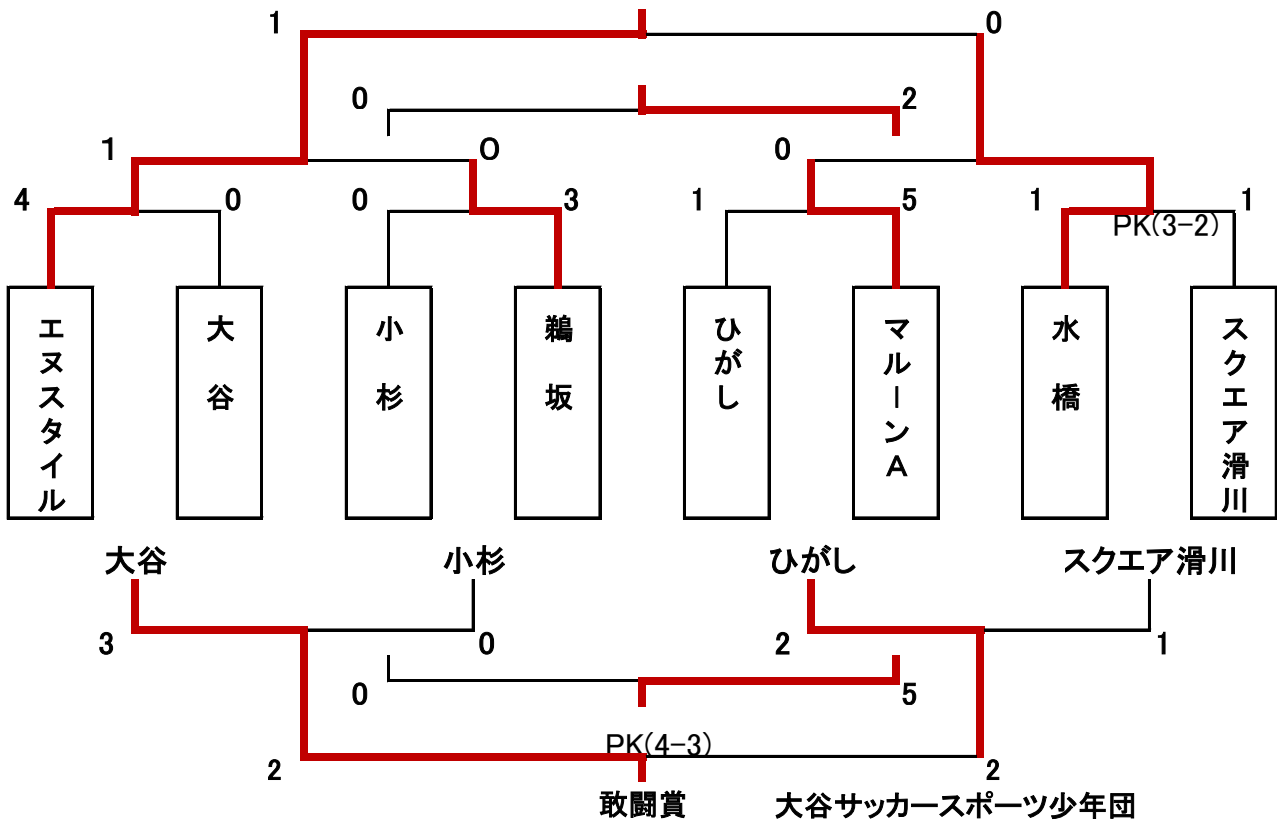 1 0
0 2
1 O 0
4 0 0 3 1 5 1 1
PK(3-2)
エヌスタイル
大谷
小杉
鵜坂
ひがし
マルーンA
水橋
スクエア滑川
大谷 小杉 ひがし スクエア滑川
3 0 2 1
0 5
PK(4-3)
2 2
敢闘賞 大谷サッカースポーツ少年団